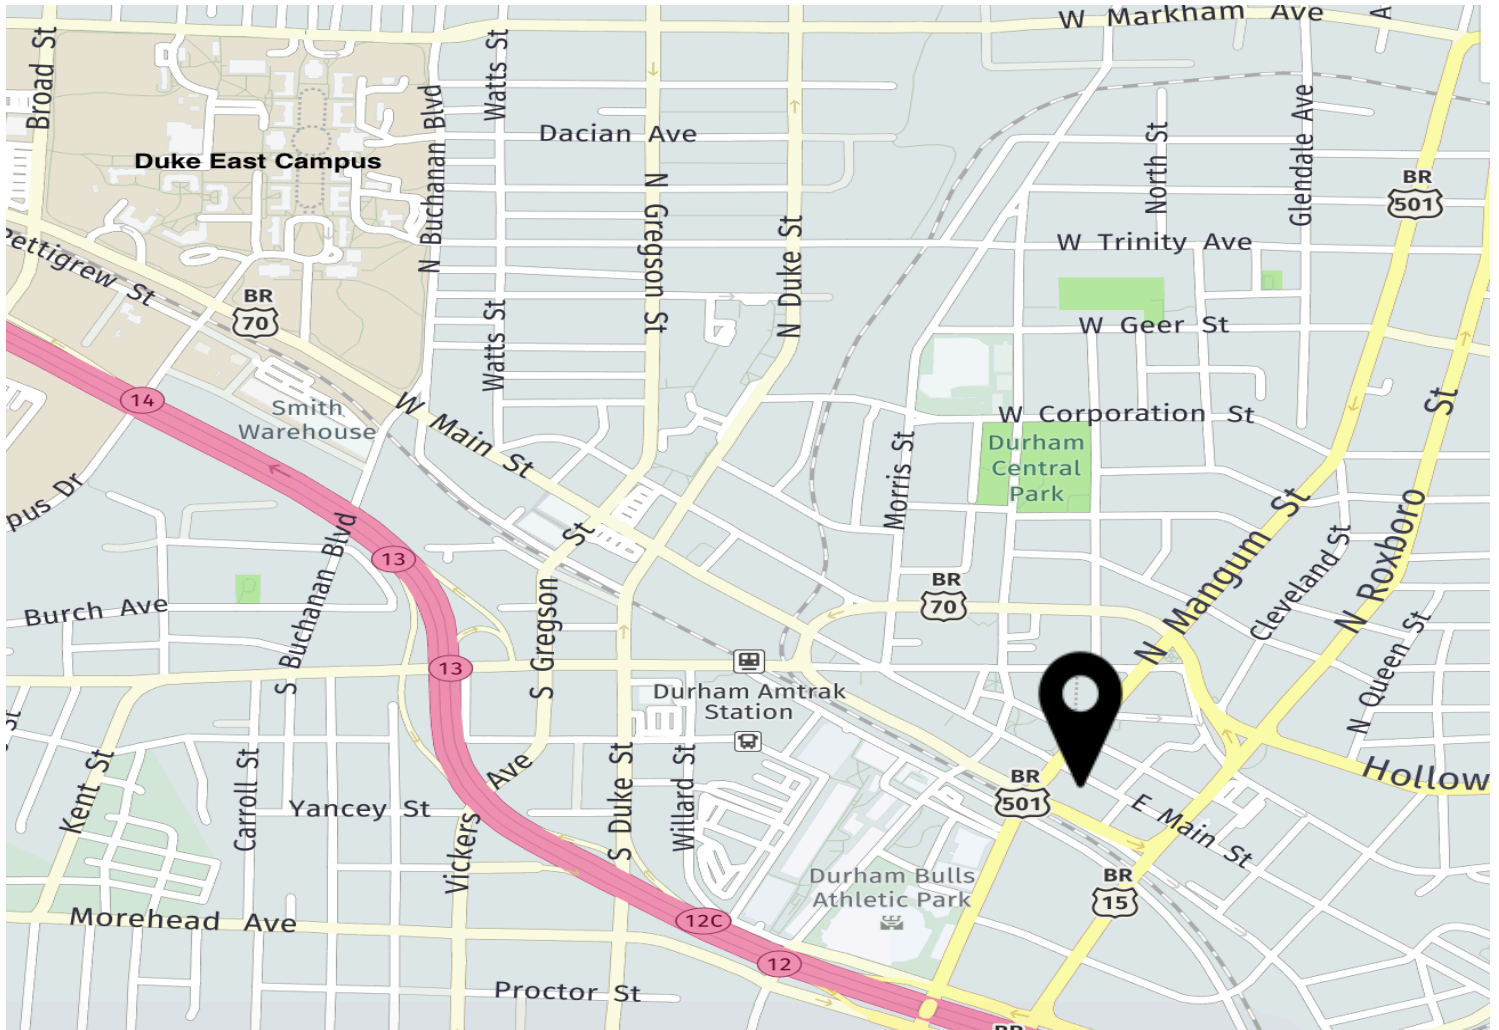 W Markham Ave
A
Broad St
Watts St
N Buchanan Blvd
Dacian Ave
Duke East Campus
North St
Glendale Ave
BR
501
N Gregson St
N Duke St
W Trinity Ave
Pettigrew St
BR
70
Watts St
W Geer St
14
Smith
Warehouse
W Main St
W Corporation St
Durham
Central
Park
Morris St
N Mangum St
N Roxboro St
pus Dr
S Buchanan Blvd
St
13
Cleveland St
BR
70
Burch Ave
S Gregson
N Queen St
13
Durham Amtrak
Station
St
Kent St
Carroll St
Yancey St
Vickers Ave
S Duke St
Willard St
BR
501
Hollow
E Main St
Durham Bulls
Athletic Park
BR
15
Morehead Ave
12C
12
Proctor St
BR